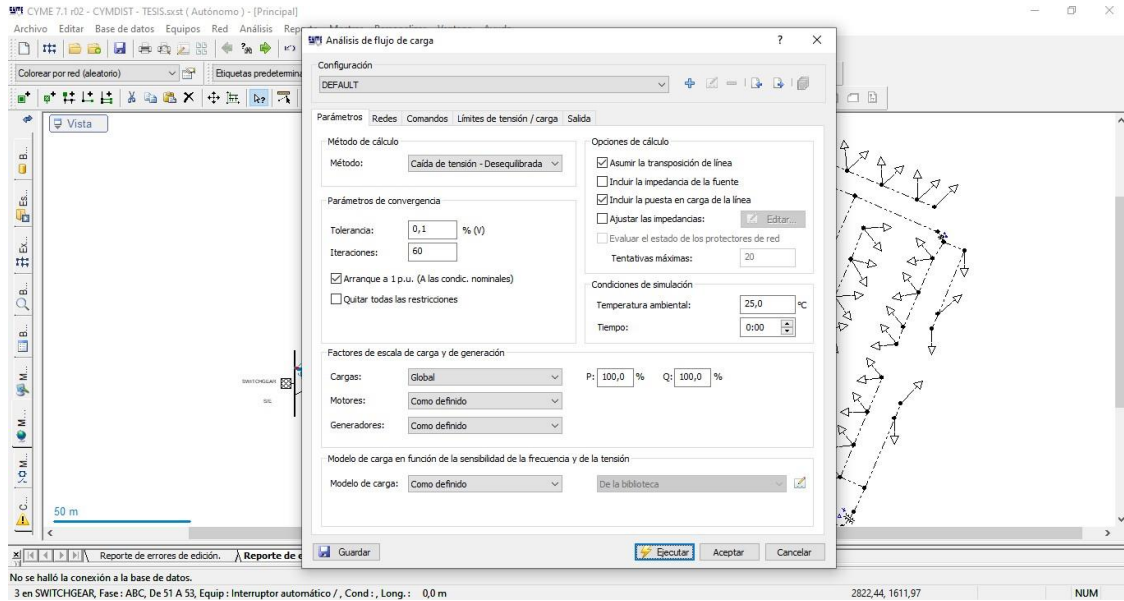 CYME 7.1 r02 - CYMDIST - TESIS.sxst ( Autónomo ) - [Principal]
Archivo Editar Base de datos Equipos Red Análisis
Colorear por red (aleatorio)
Etiquetas predetermina
Vista
B...
Es...
Ex...
B...
B...
M...
M...
M...
C...
SWITCHGEAR
50 m
Análisis de flujo de carga
? X
Configuración
DEFAULT
Parámetros Redes Comandos Límites de tensión / carga Salida
Método de cálculo
Método: Caída de tensión - Desequilibrada
Parámetros de convergencia
Tolerancia: 0,1 % (V)
Iteraciones: 60
Arranque a 1 p.u. (A las condic. nominales)
Quitar todas las restricciones
Opciones de cálculo
Asumir la transposición de línea
Incluir la impedancia de la fuente
Incluir la puesta en carga de la línea
Ajustar las impedancias: Editar...
Evaluar el estado de los protectores de red
Tentativas máximas: 20
Condiciones de simulación
Temperatura ambiental: 25,0 °C
Tiempo: 0:00
Factores de escala de carga y de generación
Cargas: Global P: 100,0 % Q: 100,0 %
Motores: Como definido
Generadores: Como definido
Modelo de carga en función de la sensibilidad de la frecuencia y de la tensión
Modelo de carga: Como definido De la biblioteca
Guardar Ejecutar Aceptar Cancelar
Reporte de errores de edición. Reporte de e
No se halló la conexión a la base de datos.
3 en SWITCHGEAR, Fase : ABC, De 51 A 53, Equip : Interruptor automático / , Cond : , Long. : 0,0 m 2822,44, 1611,97 NUM